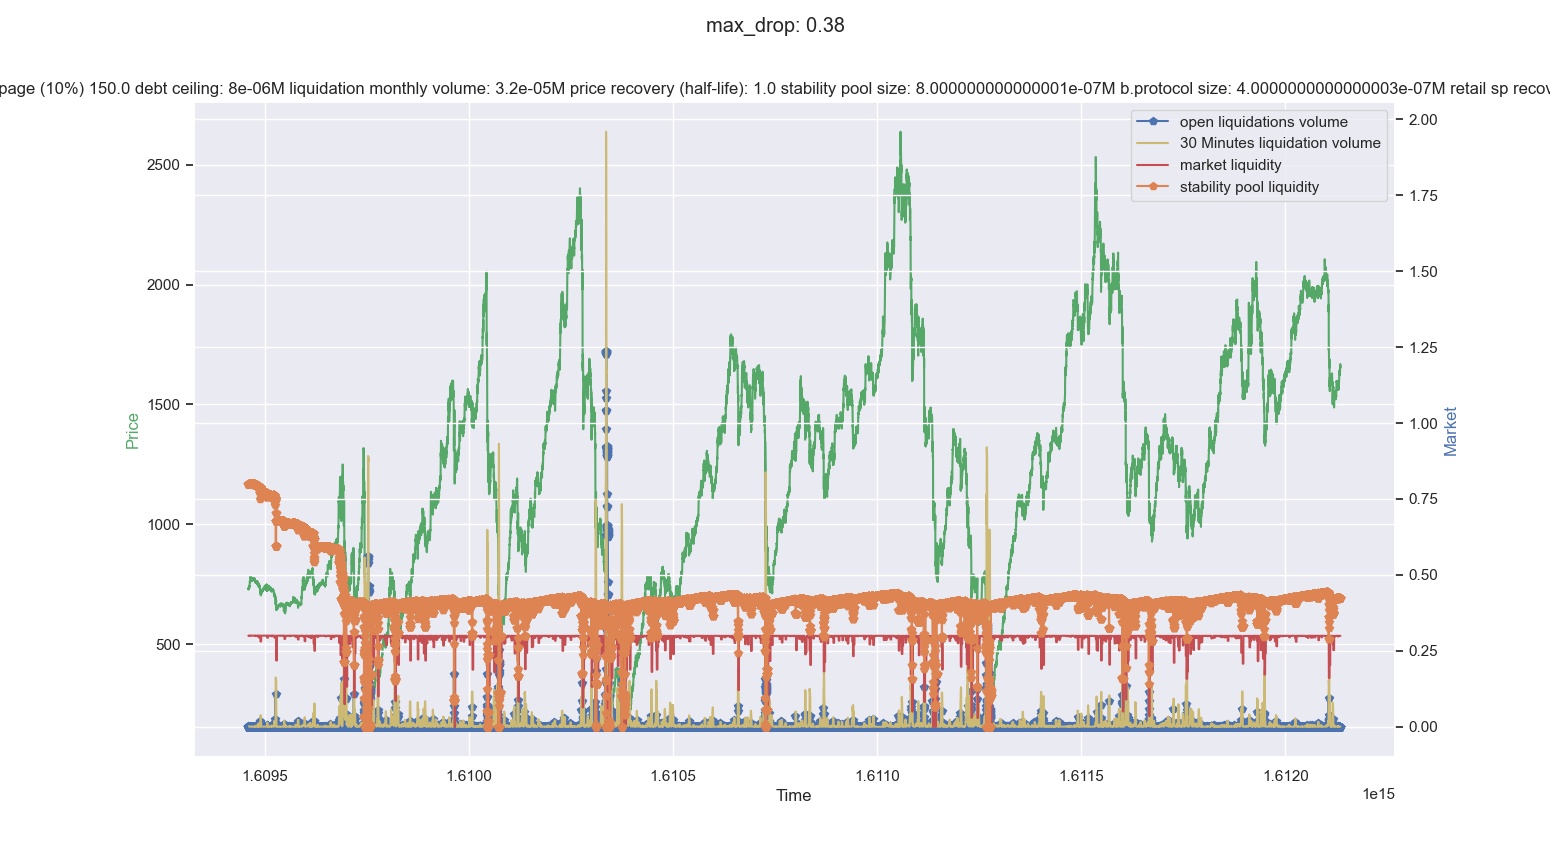 max_drop: 0.38
page (10%) 150.0 debt ceiling: 8e-06M liquidation monthly volume: 3.2e-05M price recovery (half-life): 1.0 stability pool size: 8.000000000000001e-07M b.protocol size: 4.0000000000000003e-07M retail sp recov
open liquidations volume
30 Minutes liquidation volume
market liquidity
stability pool liquidity
2500
2000
1500
1000
500
Price
2.00
1.75
1.50
1.25
1.00
0.75
0.50
0.25
0.00
Market
1.6095 1.6100 1.6105 1.6110 1.6115 1.6120
1e15
Time